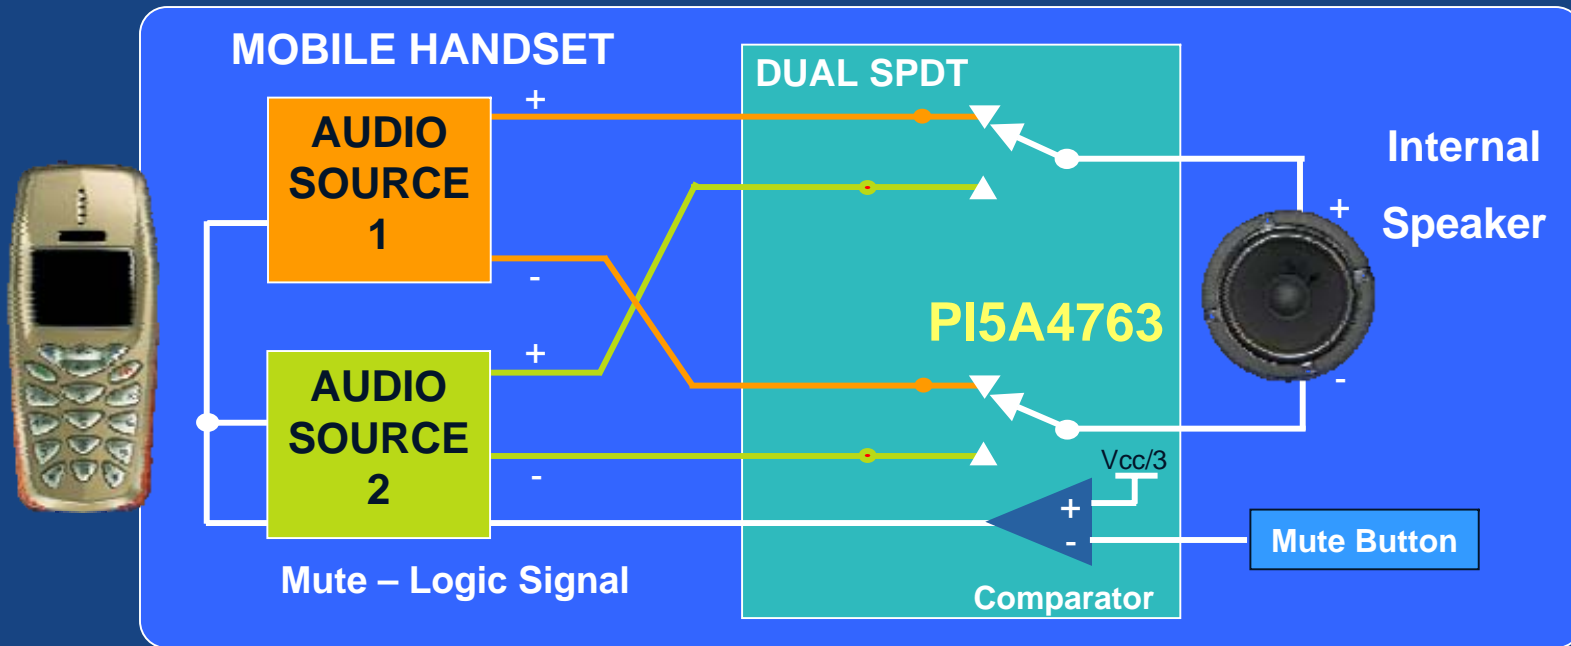 MOBILE HANDSET
DUAL SPDT
+
AUDIO
SOURCE
1
-
Internal
Speaker
+
-
PI5A4763
+
AUDIO
SOURCE
2
-
Vcc/3
+
-
Mute Button
Mute – Logic Signal
Comparator